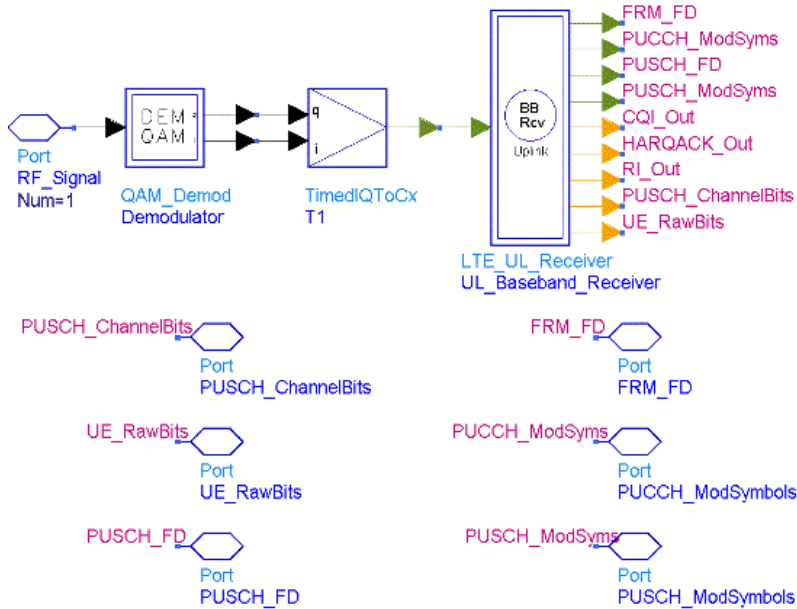 FRM_FD
PUCCH_ModSyms
PUSCH_FD
PUSCH_ModSyms
CQI_Out
HARQACK_Out
RI_Out
PUSCH_ChannelBits
UE_RawBits
DEM
QAM
q
i
BB
Rcv
Uplink
Port
RF_Signal
Num=1
QAM_Demod
Demodulator
TimedIQToCx
T1
LTE_UL_Receiver
UL_Baseband_Receiver
PUSCH_ChannelBits
Port
PUSCH_ChannelBits
FRM_FD
Port
FRM_FD
UE_RawBits
Port
UE_RawBits
PUCCH_ModSyms
Port
PUCCH_ModSymbols
PUSCH_FD
Port
PUSCH_FD
PUSCH_ModSyms
Port
PUSCH_ModSymbols